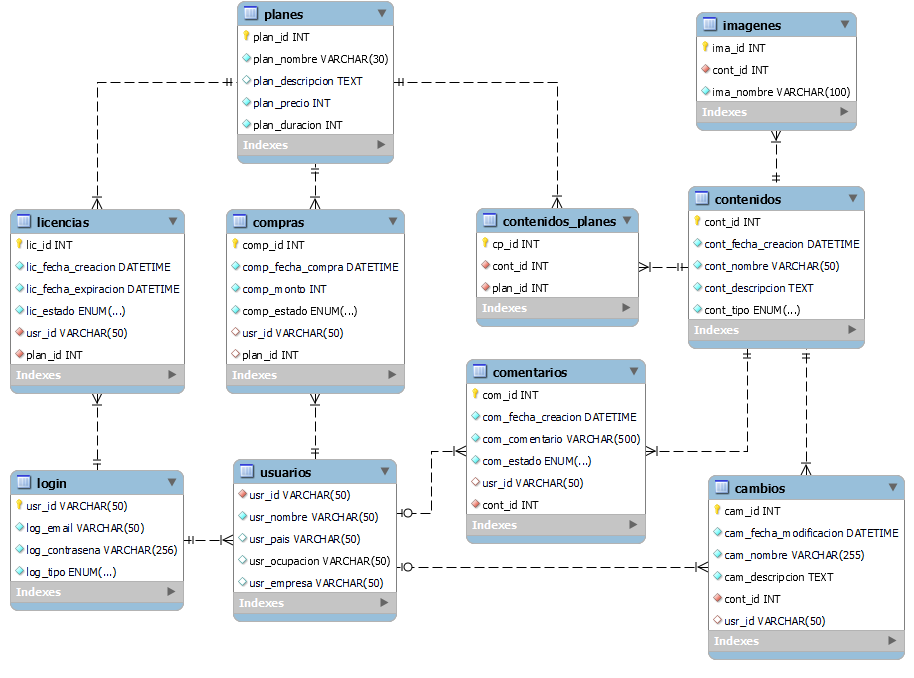 planes
plan_id INT
plan_nombre VARCHAR(30)
plan_descripcion TEXT
plan_precio INT
plan_duracion INT
Indexes
imagenes
ima_id INT
cont_id INT
ima_nombre VARCHAR(100)
Indexes
licencias
lic_id INT
lic_fecha_creacion DATETIME
lic_fecha_expiracion DATETIME
lic_estado ENUM(...)
usr_id VARCHAR(50)
plan_id INT
Indexes
compras
comp_id INT
comp_fecha_compra DATETIME
comp_monto INT
comp_estado ENUM(...)
usr_id VARCHAR(50)
plan_id INT
Indexes
contenidos_planes
cp_id INT
cont_id INT
plan_id INT
Indexes
contenidos
cont_id INT
cont_fecha_creacion DATETIME
cont_nombre VARCHAR(50)
cont_descripcion TEXT
cont_tipo ENUM(...)
Indexes
login
usr_id VARCHAR(50)
log_email VARCHAR(50)
log_contrasena VARCHAR(256)
log_tipo ENUM(...)
Indexes
usuarios
usr_id VARCHAR(50)
usr_nombre VARCHAR(50)
usr_pais VARCHAR(50)
usr_ocupacion VARCHAR(50)
usr_empresa VARCHAR(50)
Indexes
comentarios
com_id INT
com_fecha_creacion DATETIME
com_comentario VARCHAR(500)
com_estado ENUM(...)
usr_id VARCHAR(50)
cont_id INT
Indexes
cambios
cam_id INT
cam_fecha_modificacion DATETIME
cam_nombre VARCHAR(255)
cam_descripcion TEXT
cont_id INT
usr_id VARCHAR(50)
Indexes